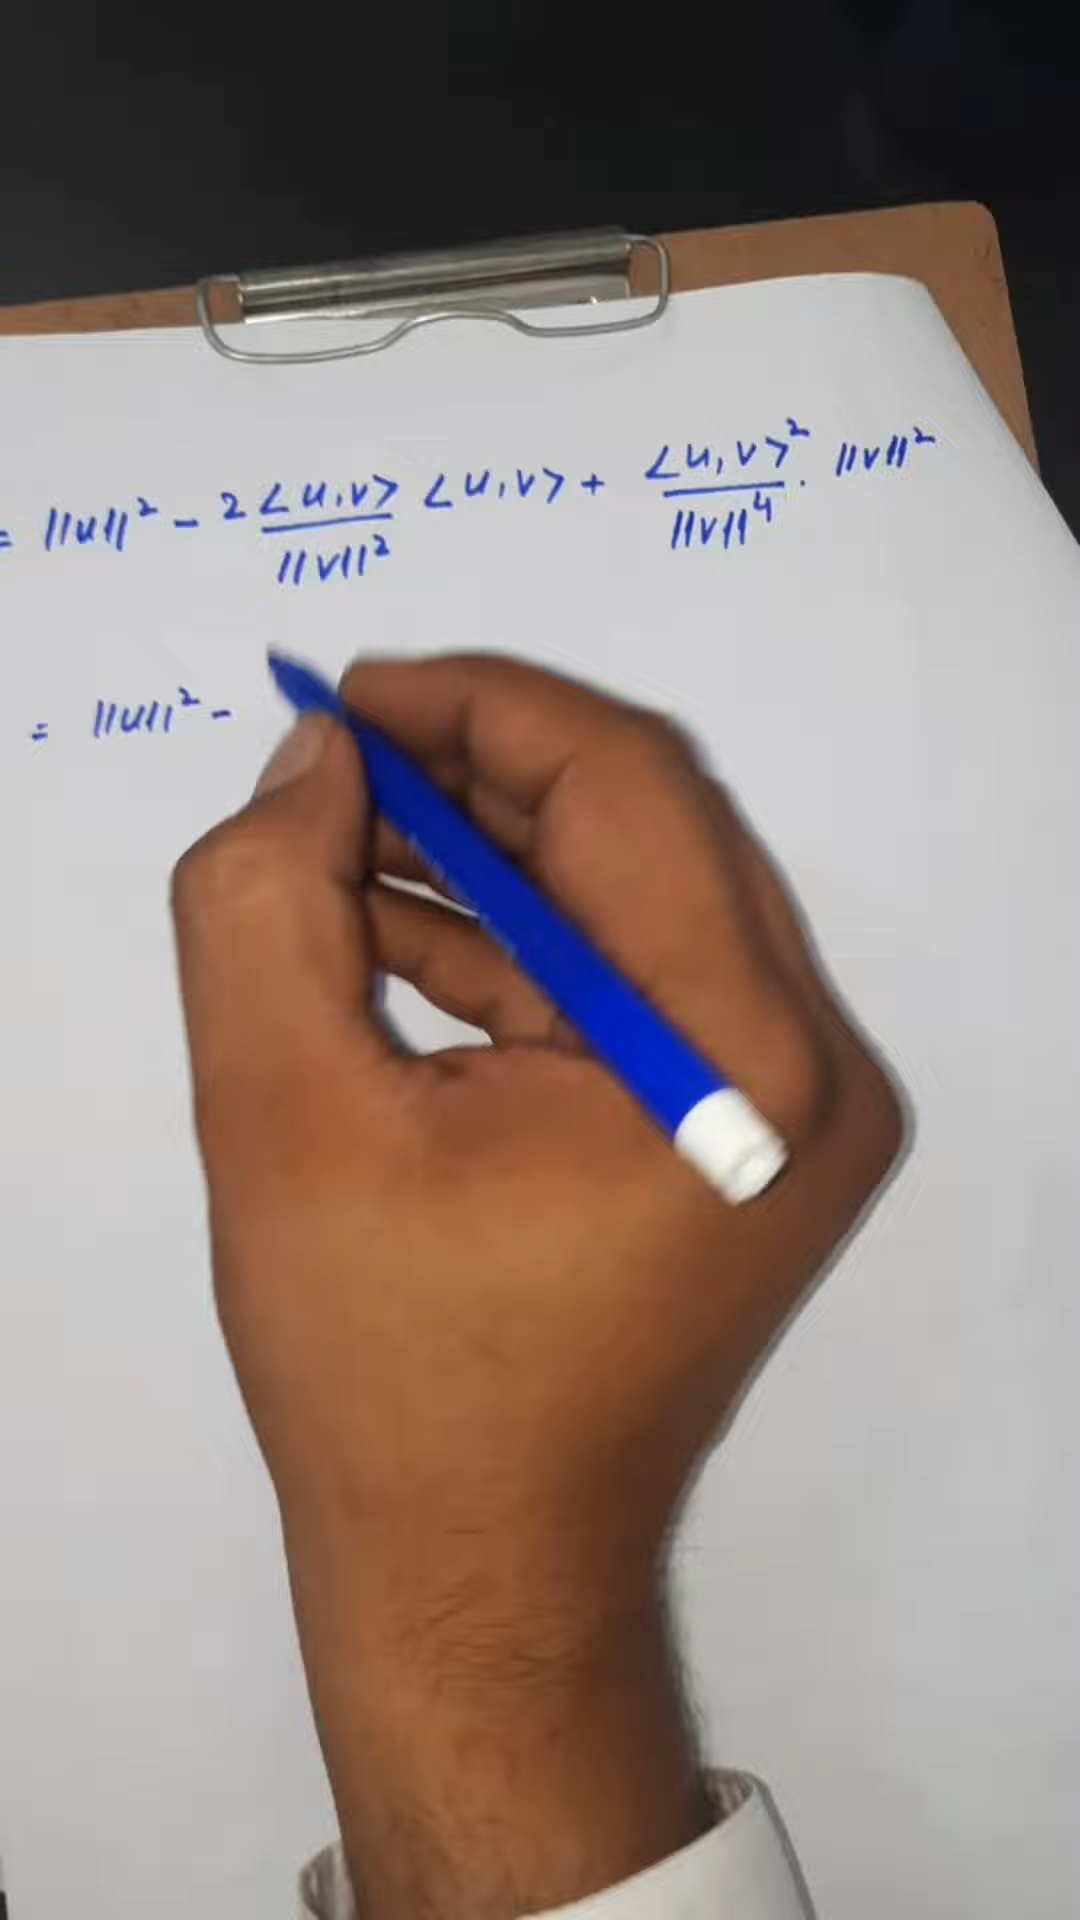 = ||u||² - 2 <u,v>/||v||² <u,v> + <u,v>²/||v||⁴ · ||v||²
= ||u||² -